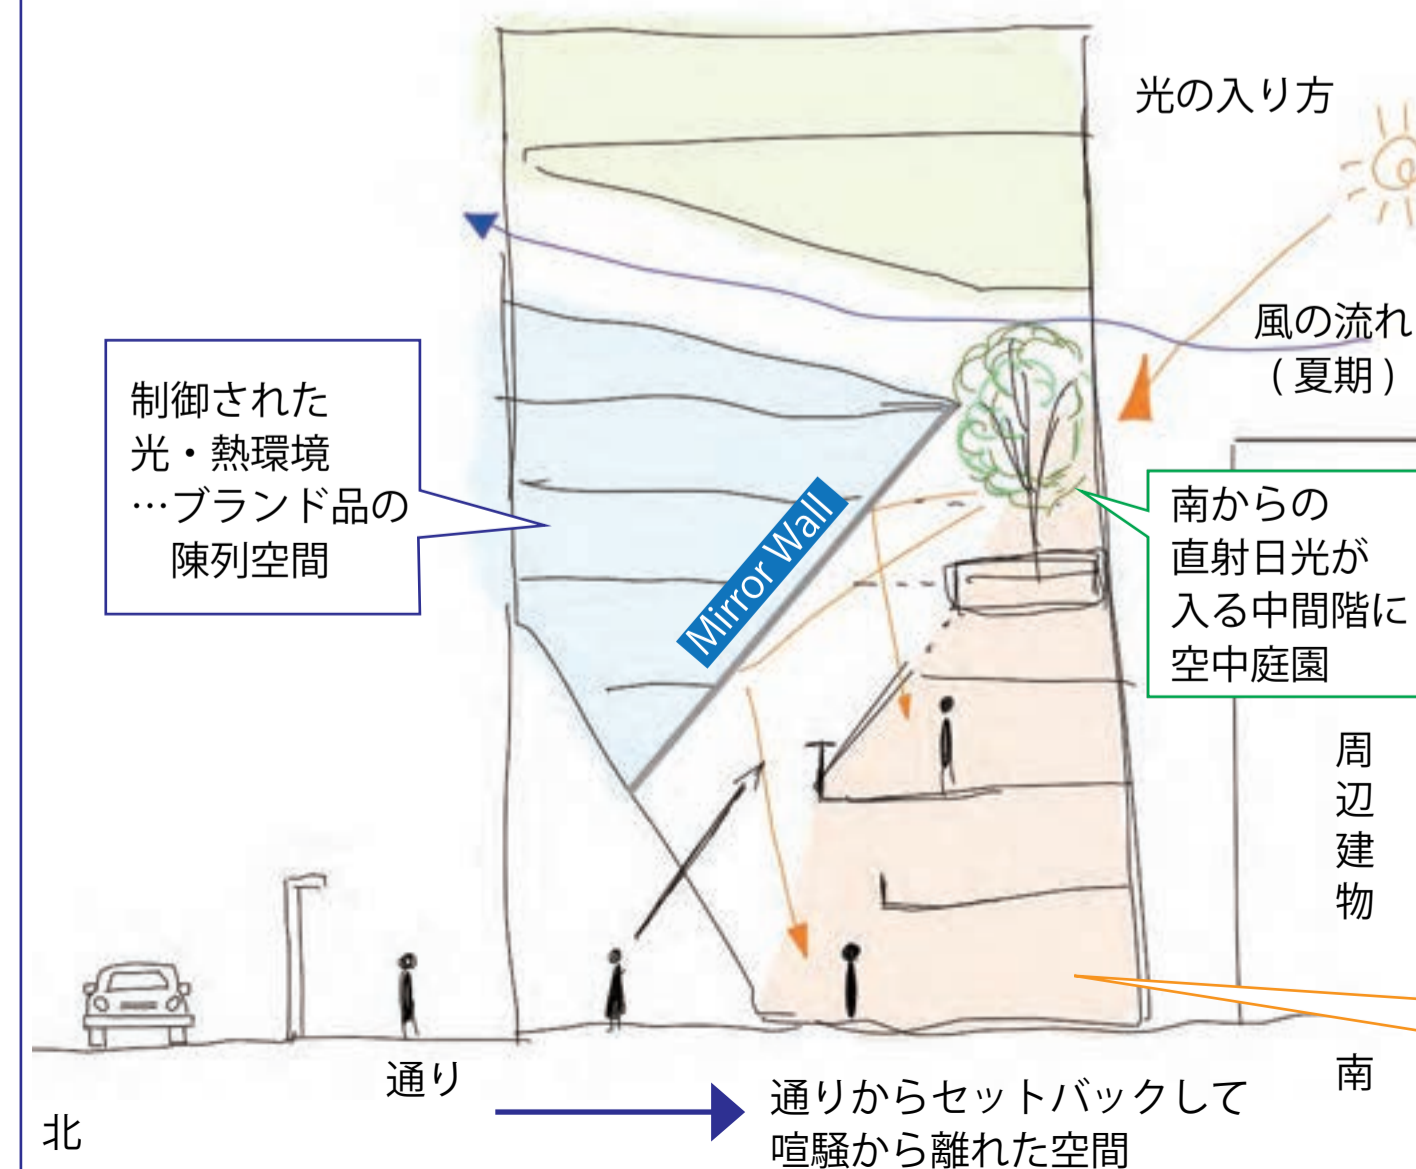 光の入り方
風の流れ
(夏期)
制御された
光・熱環境
…ブランド品の
陳列空間
Mirror Wall
南からの
直射日光が
入る中間階に
空中庭園
周辺建物
通り
南
北
通りからセットバックして
喧騒から離れた空間